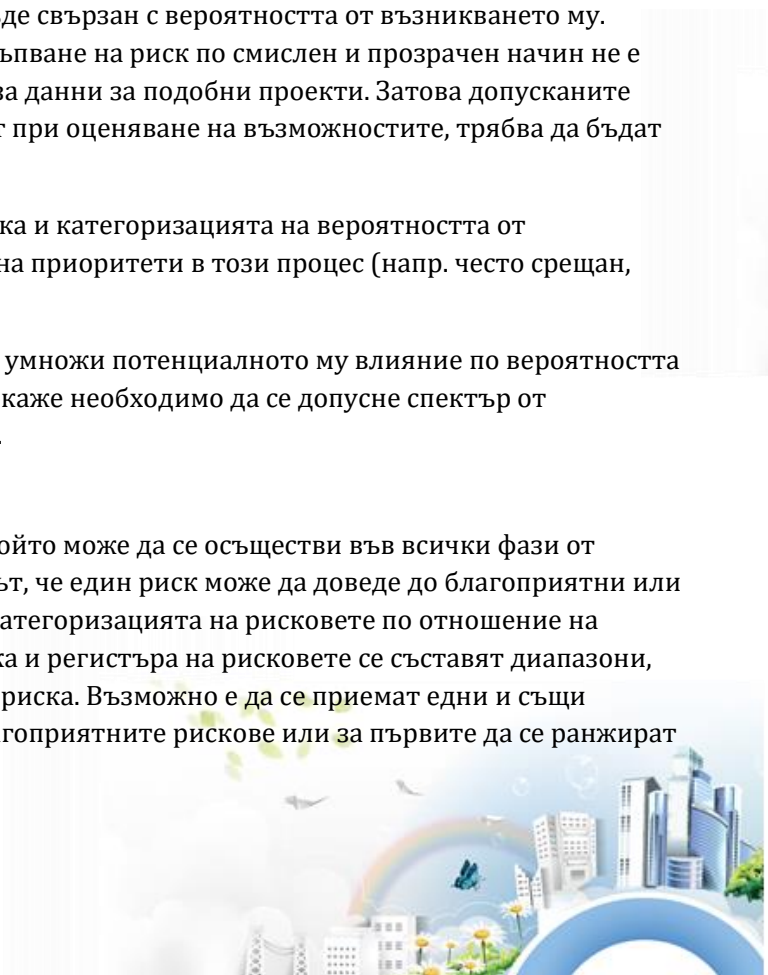 де свързан с вероятността от възникването му.
ъпване на риск по смислен и прозрачен начин не е
за данни за подобни проекти. Затова допусканите
т при оценяване на възможностите, трябва да бъдат
ка и категоризацията на вероятността от
на приоритети в този процес (напр. често срещан,
умножи потенциалното му влияние по вероятността
каже необходимо да се допусне спектър от
.
ойто може да се осъществи във всички фази от
ът, че един риск може да доведе до благоприятни или
атегоризацията на рисковете по отношение на
ка и регистъра на рисковете се съставят диапазони,
риска. Възможно е да се приемат едни и същи
гоприятните рискове или за първите да се ранжират